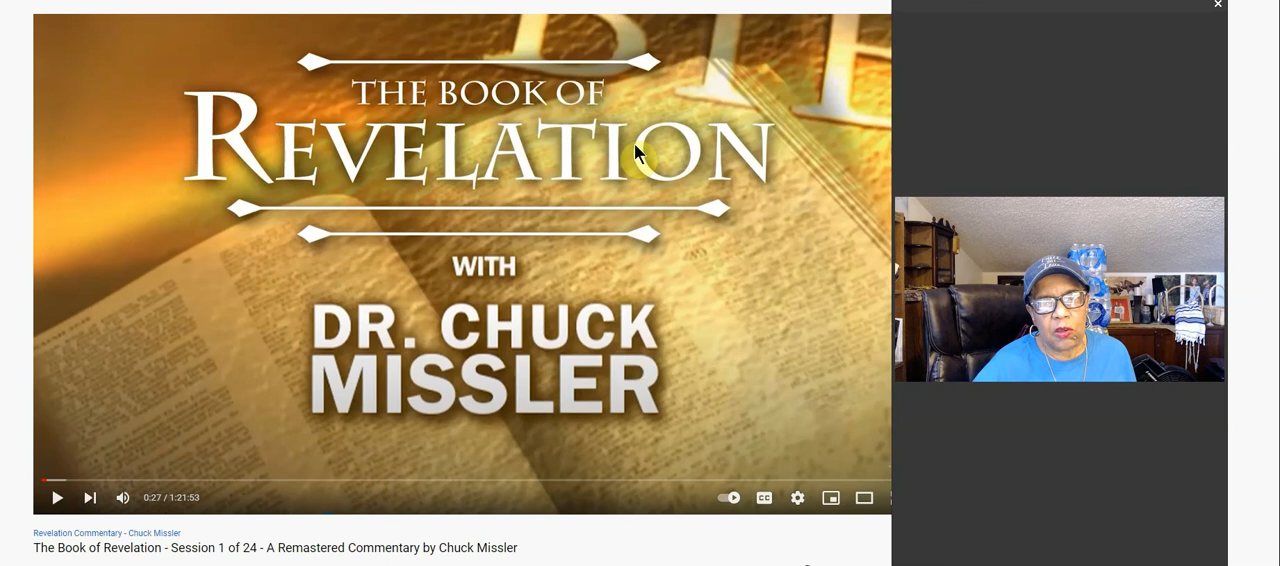 THE BOOK OF
REVELATION
WITH
DR. CHUCK
MISSLER
0:27 / 1:21:53
CC
Revelation Commentary - Chuck Missler
The Book of Revelation - Session 1 of 24 - A Remastered Commentary by Chuck Missler